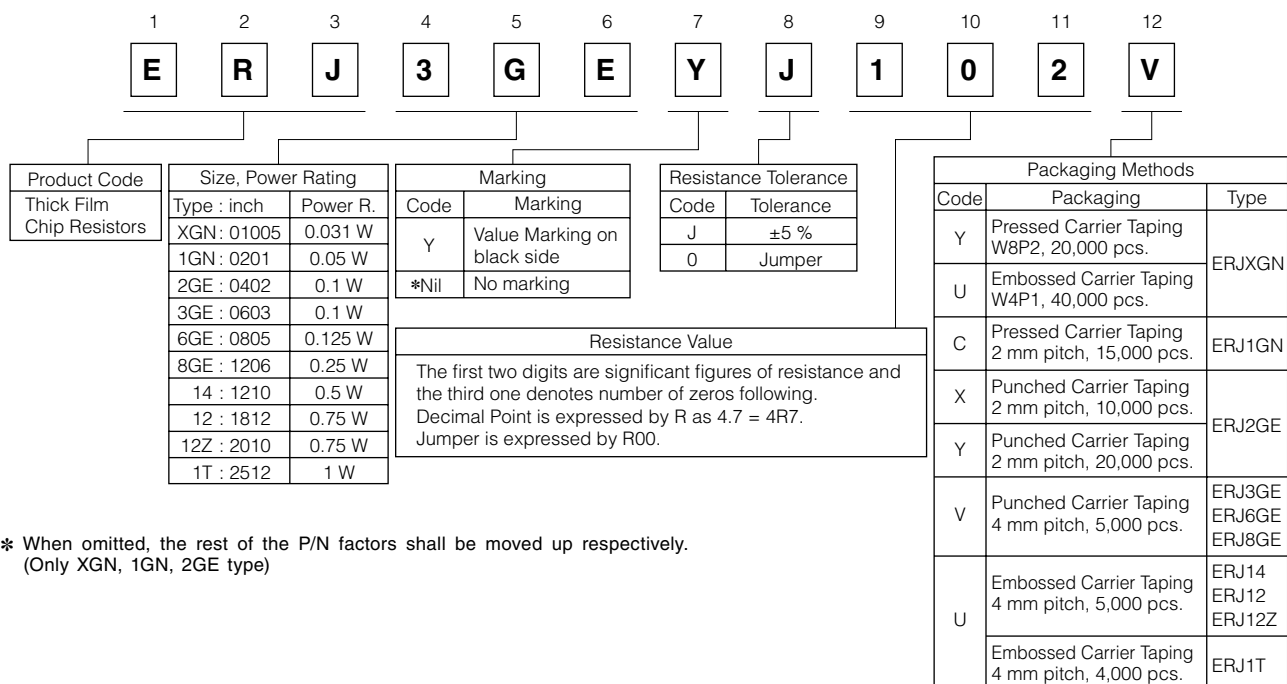 1 2 3 4 5 6 7 8 9 10 11 12
E R J 3 G E Y J 1 0 2 V
Product Code
Thick Film
Chip Resistors
Size, Power Rating
Type : inch Power R.
XGN : 01005 0.031 W
1GN : 0201 0.05 W
2GE : 0402 0.1 W
3GE : 0603 0.1 W
6GE : 0805 0.125 W
8GE : 1206 0.25 W
14 : 1210 0.5 W
12 : 1812 0.75 W
12Z : 2010 0.75 W
1T : 2512 1 W
Marking
Code Marking
Y Value Marking on
black side
✻Nil No marking
Resistance Tolerance
Code Tolerance
J ±5 %
0 Jumper
Resistance Value
The first two digits are significant figures of resistance and
the third one denotes number of zeros following.
Decimal Point is expressed by R as 4.7 = 4R7.
Jumper is expressed by R00.
Packaging Methods
Code Packaging Type
Y Pressed Carrier Taping
W8P2, 20,000 pcs.
ERJXGN
U Embossed Carrier Taping
W4P1, 40,000 pcs.
C Pressed Carrier Taping
2 mm pitch, 15,000 pcs.
ERJ1GN
X Punched Carrier Taping
2 mm pitch, 10,000 pcs.
ERJ2GE
Y Punched Carrier Taping
2 mm pitch, 20,000 pcs.
V Punched Carrier Taping
4 mm pitch, 5,000 pcs.
ERJ3GE
ERJ6GE
ERJ8GE
U Embossed Carrier Taping
4 mm pitch, 5,000 pcs.
ERJ14
ERJ12
ERJ12Z
Embossed Carrier Taping
4 mm pitch, 4,000 pcs.
ERJ1T
✻ When omitted, the rest of the P/N factors shall be moved up respectively.
(Only XGN, 1GN, 2GE type)